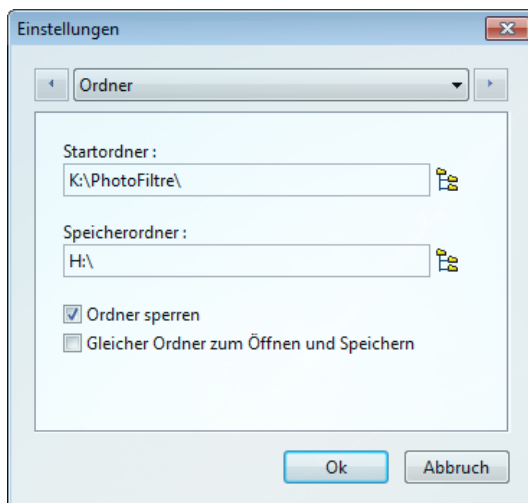 Einstellungen
Ordner
Startordner :
K:\PhotoFiltre\
Speicherordner :
H:\
Ordner sperren
Gleicher Ordner zum Öffnen und Speichern
Ok
Abbruch